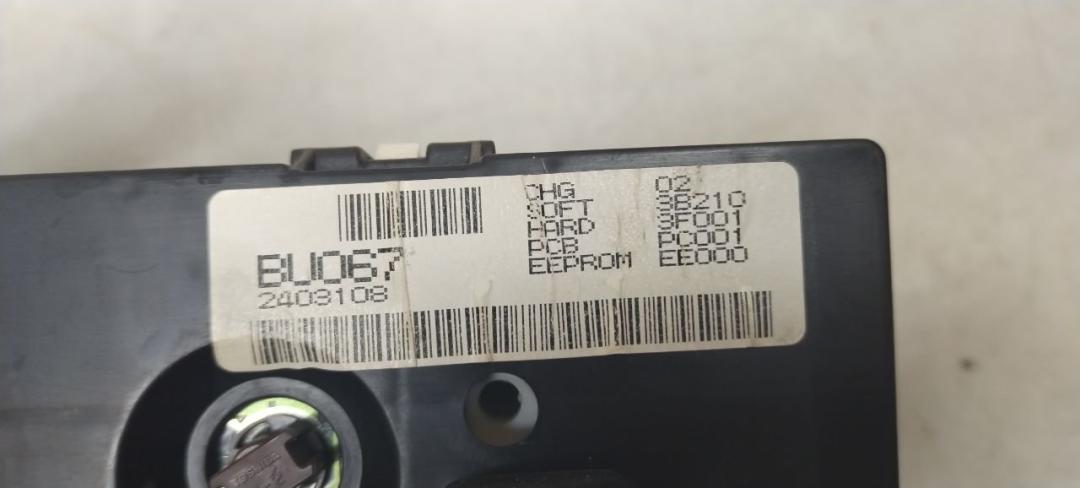 CHG 02
SOFT 3B210
HARD 3F001
PCB PC001
EEPROM EE000
BU067
2403108